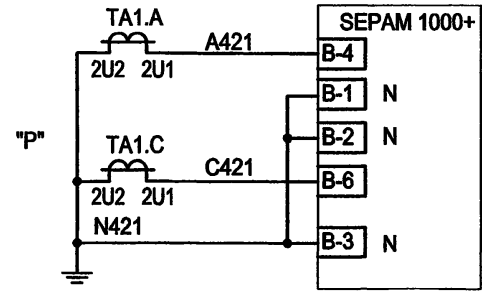 TA1.A
SEPAM 1000+
A421
B-4
2U2 2U1
B-1 N
"P"
B-2 N
TA1.C
C421
B-6
2U2 2U1
N421
B-3 N